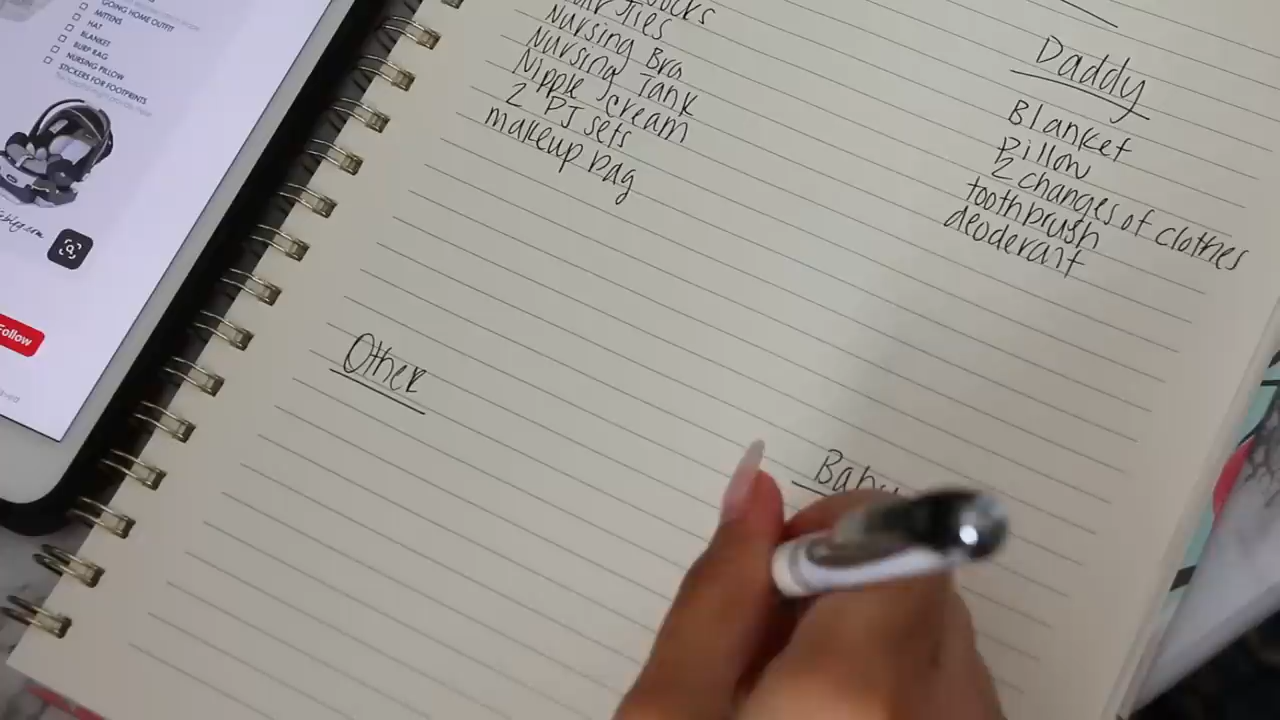 GOING HOME OUTFIT
MITTENS
HAT
BLANKET
BURP RAG
NURSING PILLOW
STICKERS FOR FOOTPRINTS
Follow
Ties
Nursing Bra
Nursing Tank
Nipple cream
2 PJ sets
makeup bag
Daddy
Blanket
Pillow
2 changes of clothes
toothbrush
deoderant
Other